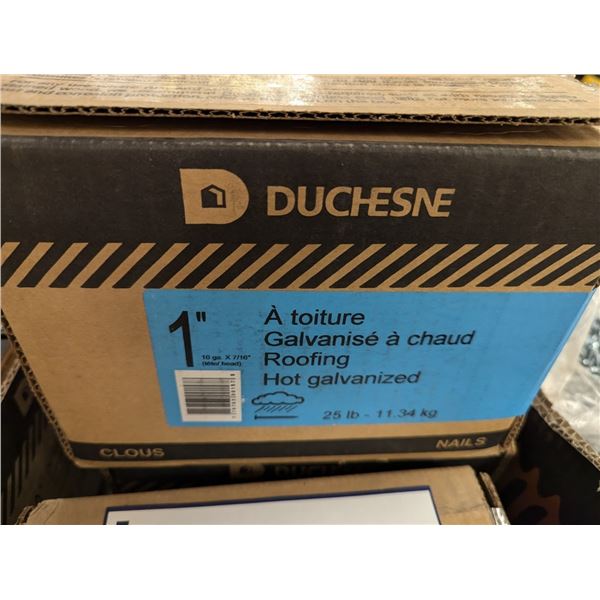 DUCHESNE
1"
10 ga. X 7/16"
(tête/head)
À toiture
Galvanisé à chaud
Roofing
Hot galvanized
25 lb - 11.34 kg
CLOUS
NAILS
DUCHESNE